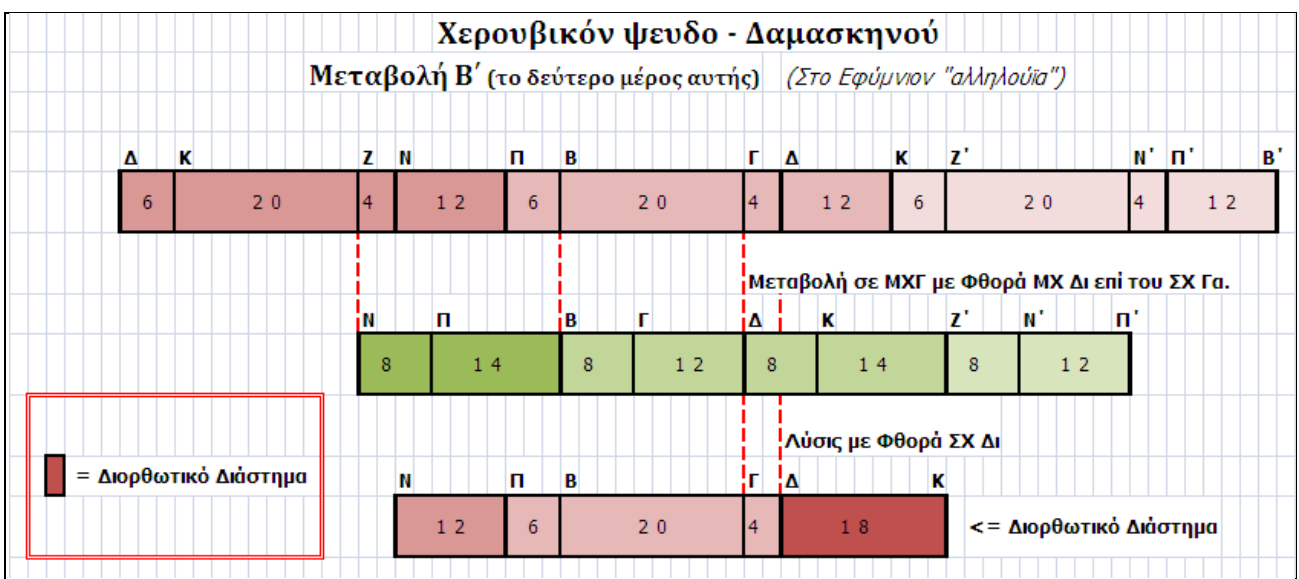 Χερουβικόν ψευδο - Δαμασκηνού
Μεταβολή Β΄ (το δεύτερο μέρος αυτής) (Στο Εφύμνιον "αλληλούϊα")
Δ Κ Ζ Ν Π Β Γ Δ Κ Ζ' Ν' Π' Β'
6 20 4 12 6 20 4 12 6 20 4 12
Μεταβολή σε ΜΧΓ με Φθορά ΜΧ Δι επί του ΣΧ Γα.
Ν Π Β Γ Δ Κ Ζ' Ν' Π'
8 14 8 12 8 14 8 12
Λύσις με Φθορά ΣΧ Δι
= Διορθωτικό Διάστημα
Ν Π Β Γ Δ Κ
12 6 20 4 18 <= Διορθωτικό Διάστημα